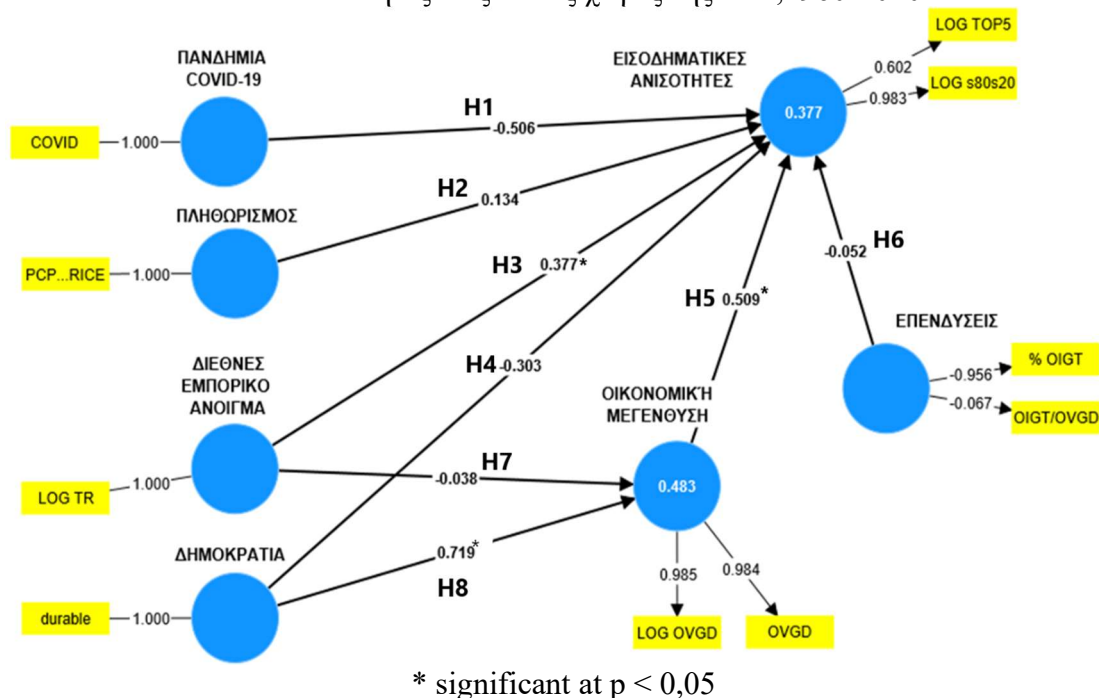 LOG TOP5
ΠΑΝΔΗΜΙΑ
COVID-19
ΕΙΣΟΔΗΜΑΤΙΚΕΣ
ΑΝΙΣΟΤΗΤΕΣ
0.602
LOG s80s20
0.983
H1
-0.506
0.377
COVID
1.000
H2
0.134
ΠΛΗΘΩΡΙΣΜΟΣ
PCP...RICE
1.000
H3
0.377*
H6
-0.052
H5
0.509*
ΕΠΕΝΔΥΣΕΙΣ
% OIGT
-0.956
-0.067
OIGT/OVGD
ΔΙΕΘΝΕΣ
ΕΜΠΟΡΙΚΟ
ΑΝΟΙΓΜΑ
H4
-0.303
ΟΙΚΟΝΟΜΙΚΉ
ΜΕΓΕΝΘΥΣΗ
H7
-0.038
0.483
LOG TR
1.000
ΔΗΜΟΚΡΑΤΙΑ
0.719*
H8
0.985
0.984
durable
1.000
LOG OVGD
OVGD
* significant at p < 0,05